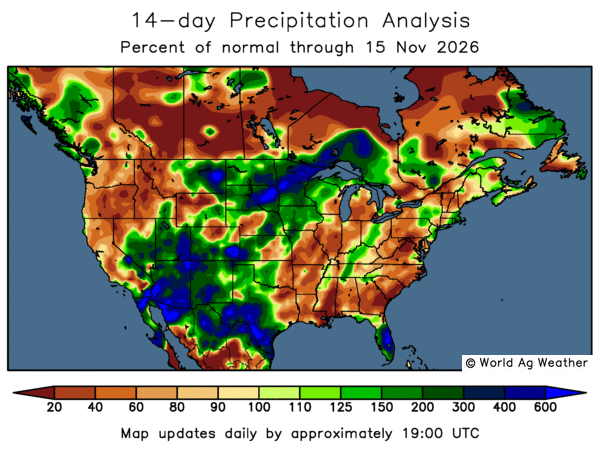 14-day Precipitation Analysis
Percent of normal through 15 Nov 2026
© World Ag Weather
20 40 60 80 90 100 110 125 150 200 300 400 600
Map updates daily by approximately 19:00 UTC